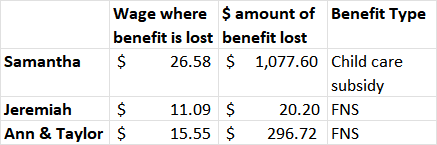 Wage where $ amount of Benefit Type
benefit is lost benefit lost
Samantha $ 26.58 $ 1,077.60 Child care
subsidy
Jeremiah $ 11.09 $ 20.20 FNS
Ann & Taylor $ 15.55 $ 296.72 FNS